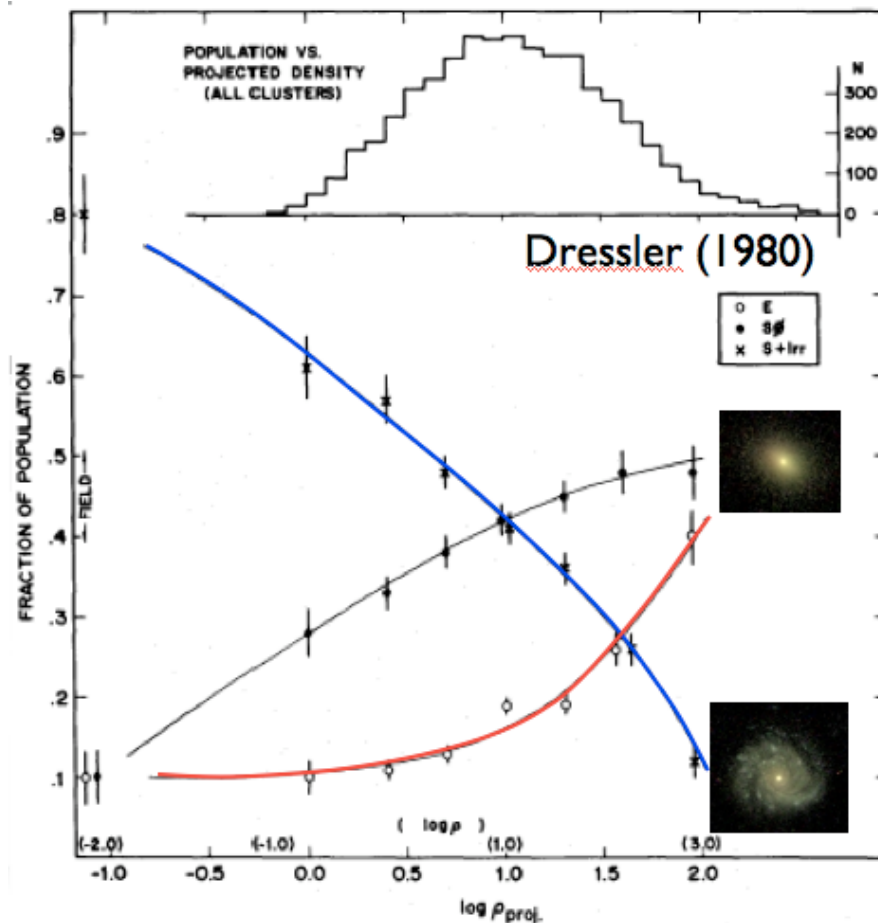 POPULATION VS.
PROJECTED DENSITY
(ALL CLUSTERS)
N
300
200
100
0
Dressler (1980)
E
SØ
S+Irr
.9
.8
.7
.6
.5
.4
.3
.2
.1
FRACTION OF POPULATION
FIELD
( log ρ )
(-2.0) (-1.0) (1.0) (3.0)
-1.0 -0.5 0.0 0.5 1.0 1.5 2.0
log ρproj.